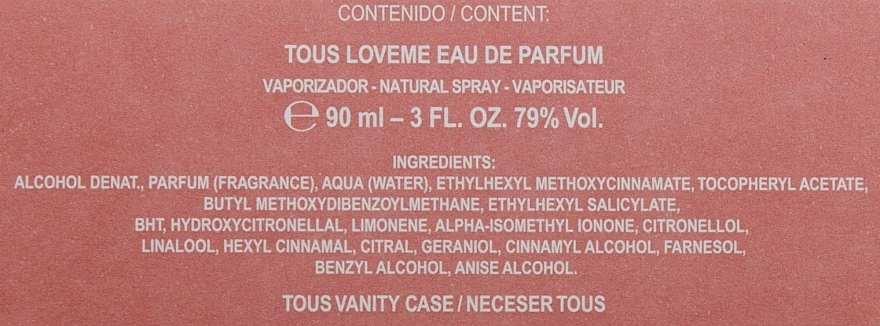 CONTENIDO / CONTENT:
TOUS LOVEME EAU DE PARFUM
VAPORIZADOR - NATURAL SPRAY - VAPORISATEUR
℮ 90 ml – 3 FL. OZ. 79% Vol.
INGREDIENTS:
ALCOHOL DENAT., PARFUM (FRAGRANCE), AQUA (WATER), ETHYLHEXYL METHOXYCINNAMATE, TOCOPHERYL ACETATE,
BUTYL METHOXYDIBENZOYLMETHANE, ETHYLHEXYL SALICYLATE,
BHT, HYDROXYCITRONELLAL, LIMONENE, ALPHA-ISOMETHYL IONONE, CITRONELLOL,
LINALOOL, HEXYL CINNAMAL, CITRAL, GERANIOL, CINNAMYL ALCOHOL, FARNESOL,
BENZYL ALCOHOL, ANISE ALCOHOL.
TOUS VANITY CASE / NECESER TOUS